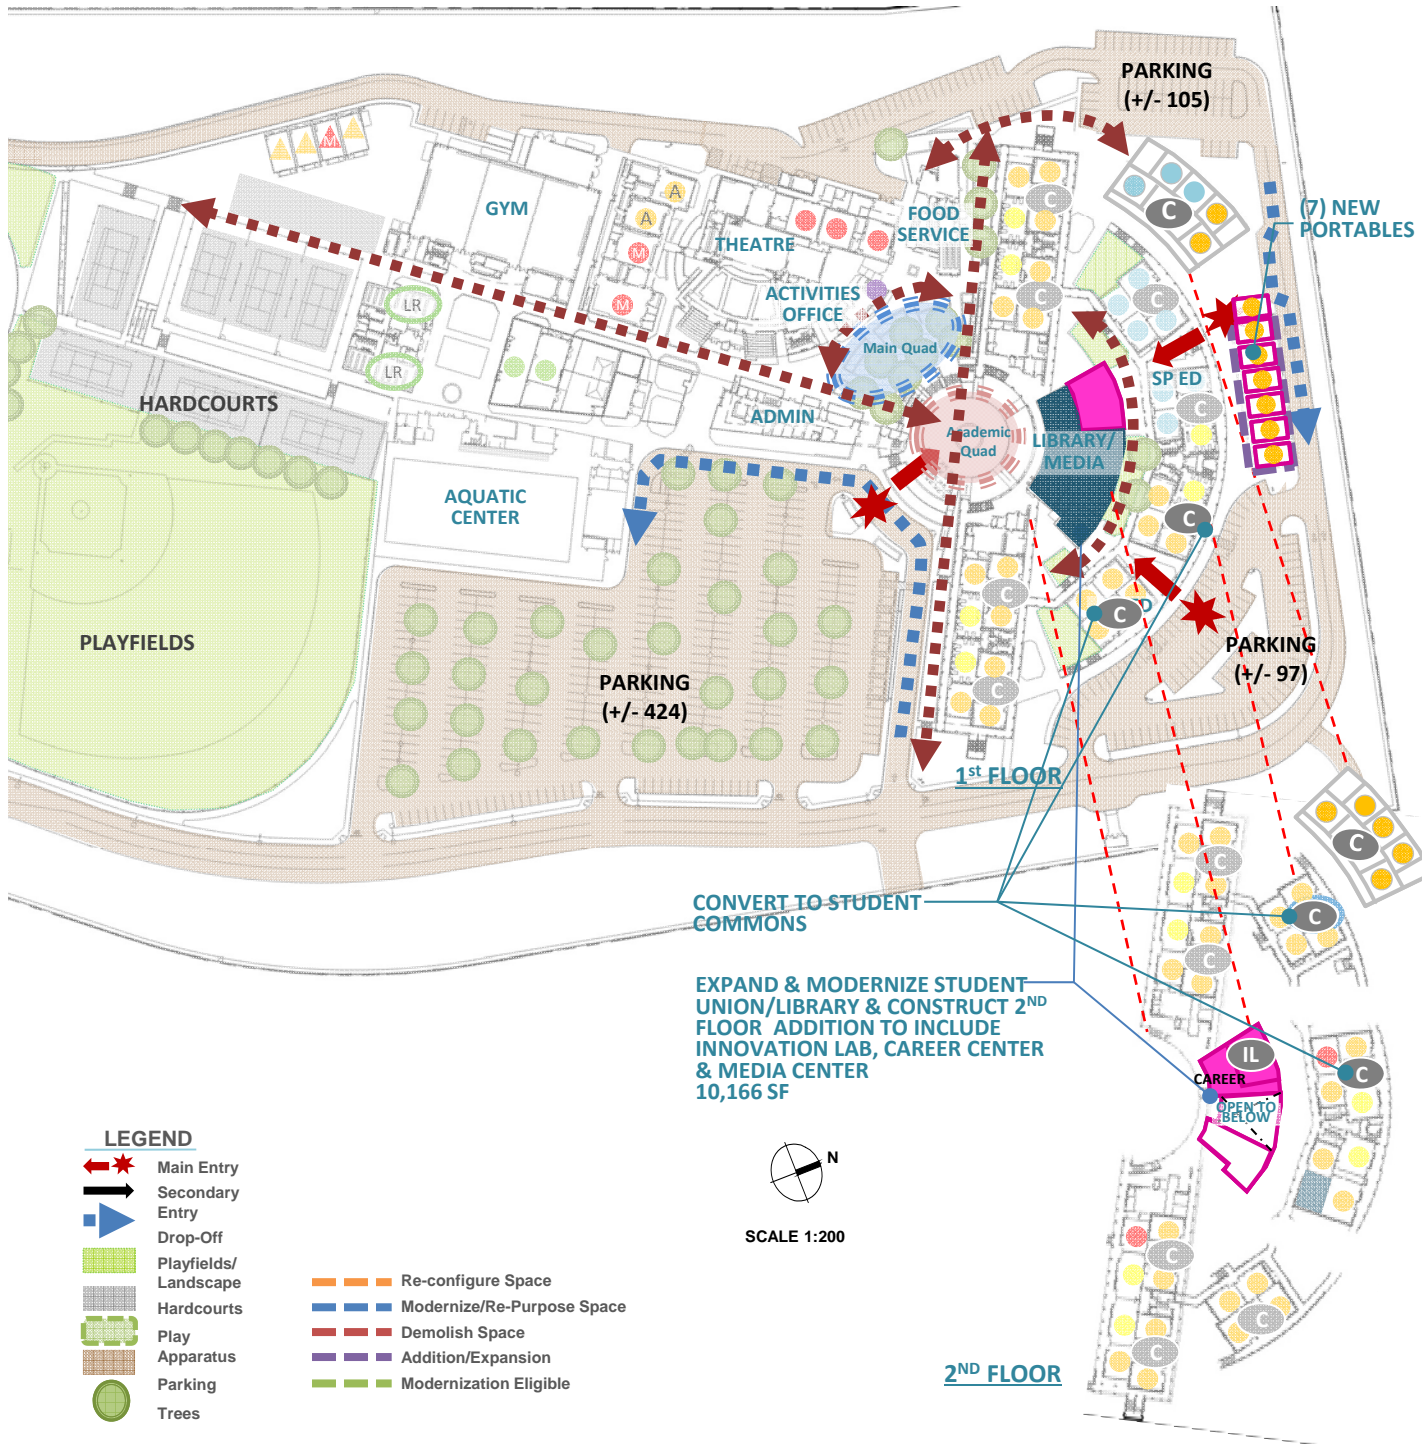 PARKING
(+/- 105)
C
(7) NEW
PORTABLES
M
A
A
GYM
FOOD
SERVICE
C
THEATRE
M
M
ACTIVITIES
OFFICE
C
C
LR
LR
Main Quad
SP ED
C
HARDCOURTS
ADMIN
Academic
Quad
LIBRARY/
MEDIA
AQUATIC
CENTER
C
C
C
PLAYFIELDS
PARKING
(+/- 97)
PARKING
(+/- 424)
C
1st FLOOR
C
C
C
C
CONVERT TO STUDENT
COMMONS
EXPAND & MODERNIZE STUDENT
UNION/LIBRARY & CONSTRUCT 2ND
FLOOR ADDITION TO INCLUDE
INNOVATION LAB, CAREER CENTER
& MEDIA CENTER
10,166 SF
IL
CAREER
C
OPEN TO
BELOW
C
C
C
2ND FLOOR
N
SCALE 1:200
LEGEND
Main Entry
Secondary
Entry
Drop-Off
Playfields/
Landscape
Hardcourts
Play
Apparatus
Parking
Trees
Re-configure Space
Modernize/Re-Purpose Space
Demolish Space
Addition/Expansion
Modernization Eligible